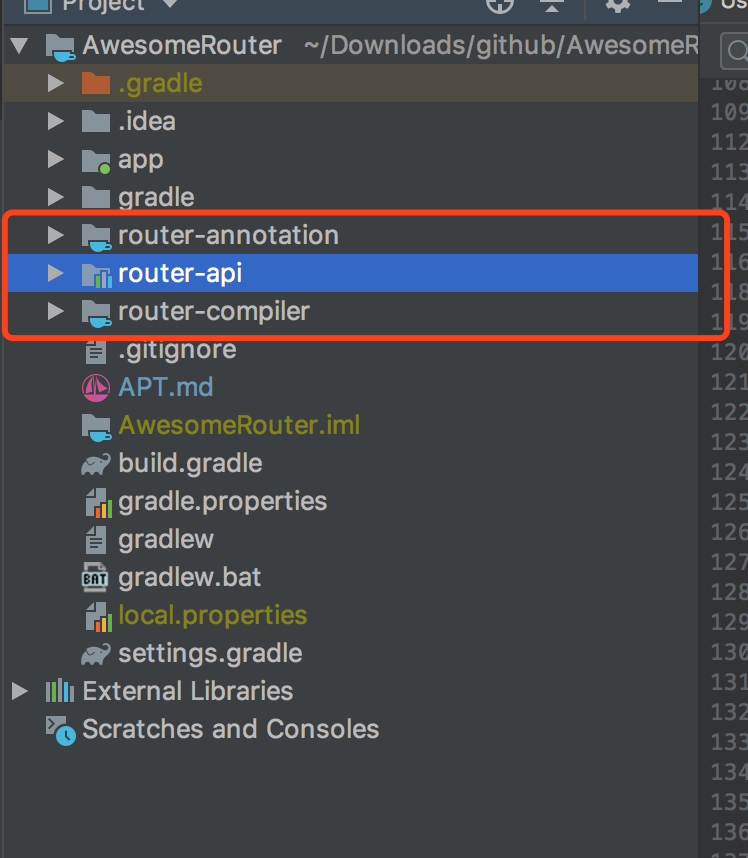 Project
AwesomeRouter ~/Downloads/github/AwesomeR
.gradle
.idea
app
gradle
router-annotation
router-api
router-compiler
.gitignore
APT.md
AwesomeRouter.iml
build.gradle
gradle.properties
gradlew
BAT gradlew.bat
local.properties
settings.gradle
External Libraries
Scratches and Consoles
Us
108
109
112
113
114
115
116
118
119
120
121
122
123
124
125
126
127
128
129
130
131
132
133
134
135
136